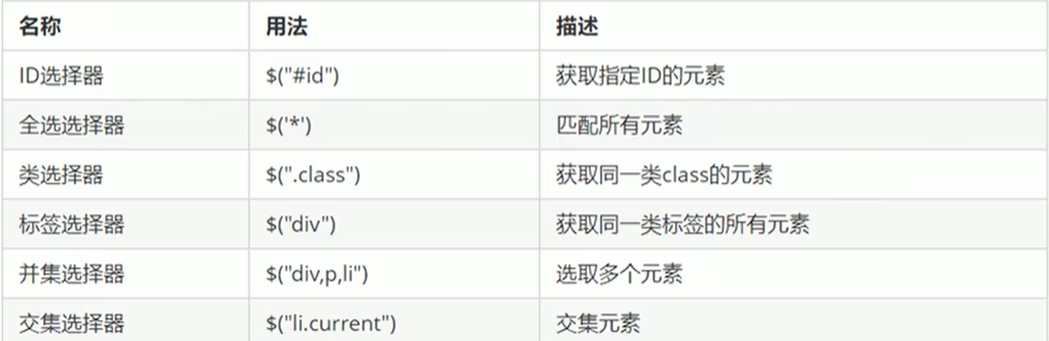 名称 用法 描述
ID选择器 $("#id") 获取指定ID的元素
全选选择器 $('*') 匹配所有元素
类选择器 $(".class") 获取同一类class的元素
标签选择器 $("div") 获取同一类标签的所有元素
并集选择器 $("div,p,li") 选取多个元素
交集选择器 $("li.current") 交集元素